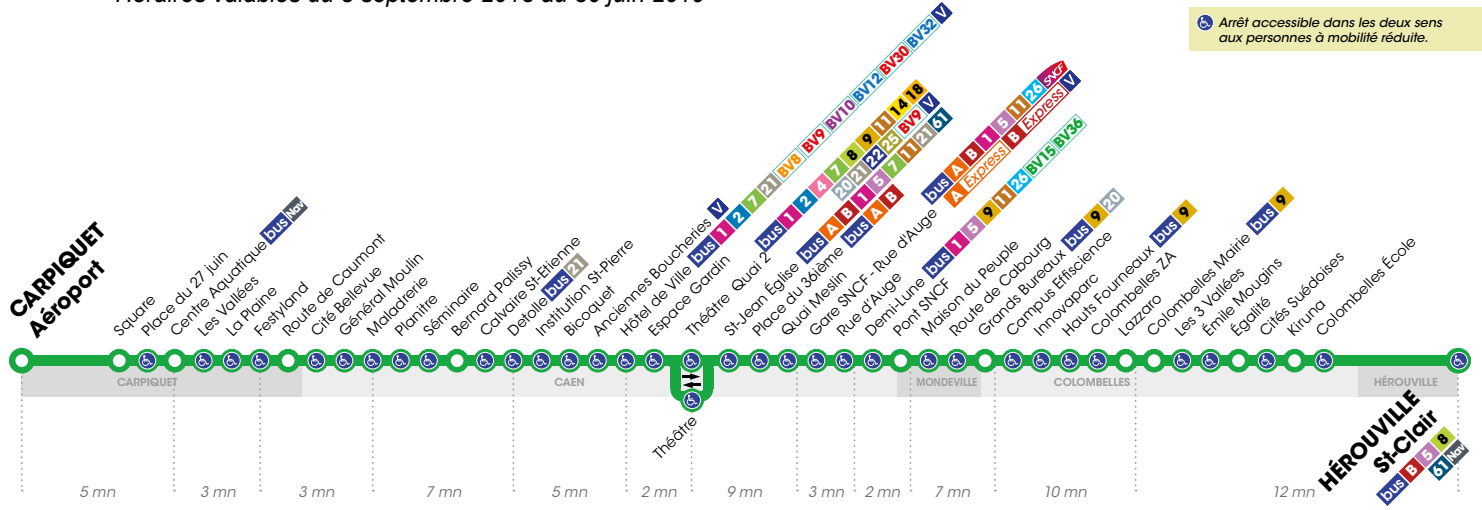 Arrêt accessible dans les deux sens
aux personnes à mobilité réduite.
CARPIQUET
Aéroport
Square
Place du 27 juin
Centre Aquatique bus Nav
Les Vallées
La Plaine
Festyland
Route de Caumont
Cité Bellevue
Général Moulin
Maladrerie
Planitre
Séminaire
Bernard Palissy
Calvaire St-Etienne
Detolle bus 21
Institution St-Pierre
Bicoquet
Anciennes Boucheries V
Hôtel de Ville bus 1 2 7 21 BV8 BV9 BV10 BV12 BV30 BV32 V
Espace Gardin
Théâtre Quai 2 bus 1 2 4 7 8 9 11 14 18
20 21 22 25 BV9 V
St-Jean Église bus A B 1 5 7 11 21 61
Place du 36ième bus A B
Quai Meslin
Gare SNCF - Rue d'Auge bus A B 1 5 11 26 SNCF
A Express B Express V
Rue d'Auge
Demi-Lune bus 1 5 9 11 26 BV15 BV36
Pont SNCF
Maison du Peuple
Route de Cabourg
Grands Bureaux bus 9 20
Campus Effiscience
Innovaparc
Hauts Fourneaux bus 9
Colombelles ZA
Lazzaro
Colombelles Mairie bus 9
Les 3 Vallées
Emile Mougins
Egalité
Cités Suédoises
Kiruna
Colombelles École
CARPIQUET
CAEN
MONDEVILLE
COLOMBELLES
HÉROUVILLE
Théâtre
HÉROUVILLE
St-Clair
bus B 5 8
61 Nav
5 mn
3 mn
3 mn
7 mn
5 mn
2 mn
9 mn
3 mn
2 mn
7 mn
10 mn
12 mn